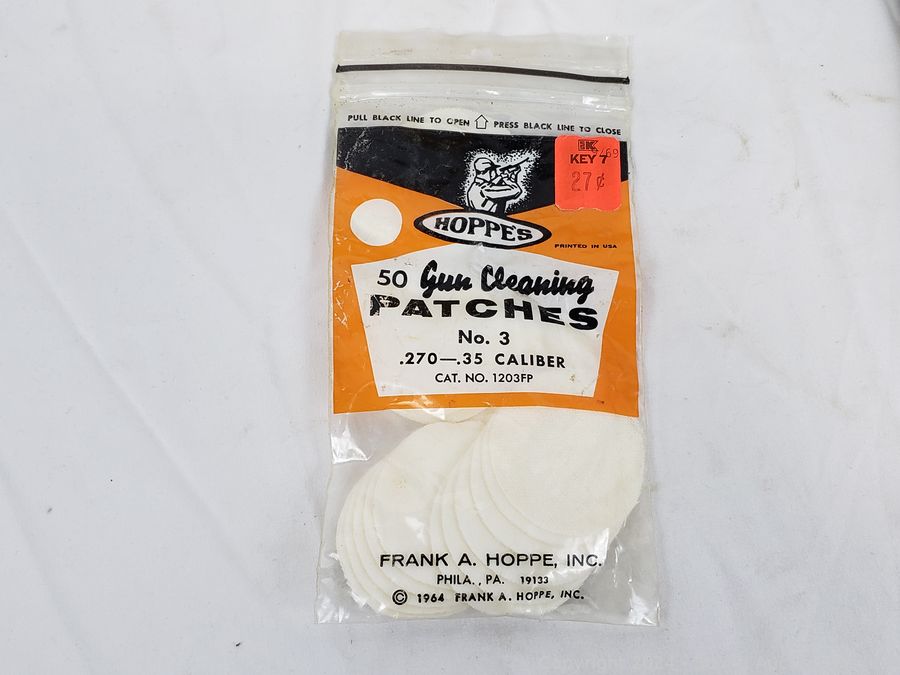 PULL BLACK LINE TO OPEN PRESS BLACK LINE TO CLOSE
KEY 7
27¢
HOPPE'S
PRINTED IN USA
50 Gun Cleaning
PATCHES
No. 3
.270—.35 CALIBER
CAT. NO. 1203FP
FRANK A. HOPPE, INC.
PHILA., PA. 19133
© 1964 FRANK A. HOPPE, INC.